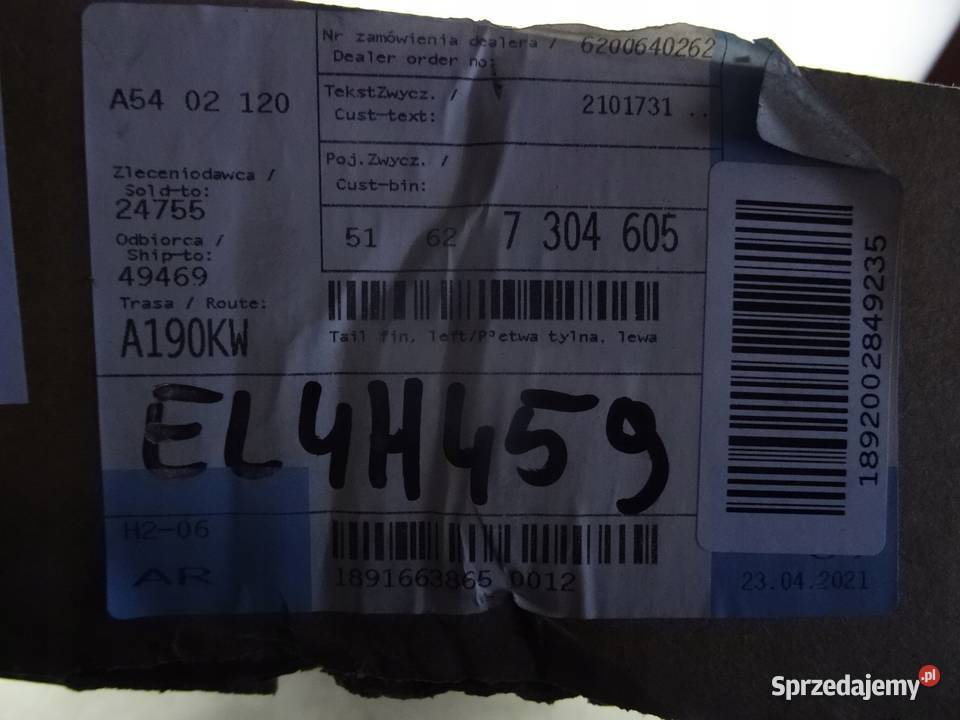 Nr zamówienia dealera / 6200640262
Dealer order no:
A54 02 120
TekstZwycz. /
Cust-text: 2101731 ..
Poj.Zwycz. /
Cust-bin:
Zleceniodawca /
Sold-to:
24755
Odbiorca /
Ship-to:
49469
Trasa / Route:
A190KW
51 62 7 304 605
Tail fin, left/P³etwa tylna, lewa
EL4H459
18920002849235
H2-06
AR
1891663865 0012
23.04.2021
Sprzedajemy.pl